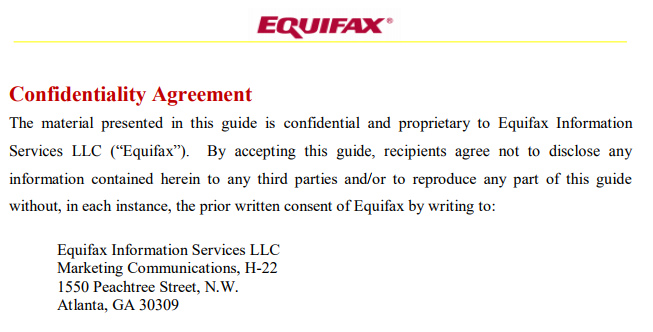 EQUIFAX®
Confidentiality Agreement
The material presented in this guide is confidential and proprietary to Equifax Information
Services LLC (“Equifax”).  By accepting this guide, recipients agree not to disclose any
information contained herein to any third parties and/or to reproduce any part of this guide
without, in each instance, the prior written consent of Equifax by writing to:
Equifax Information Services LLC
Marketing Communications, H-22
1550 Peachtree Street, N.W.
Atlanta, GA 30309